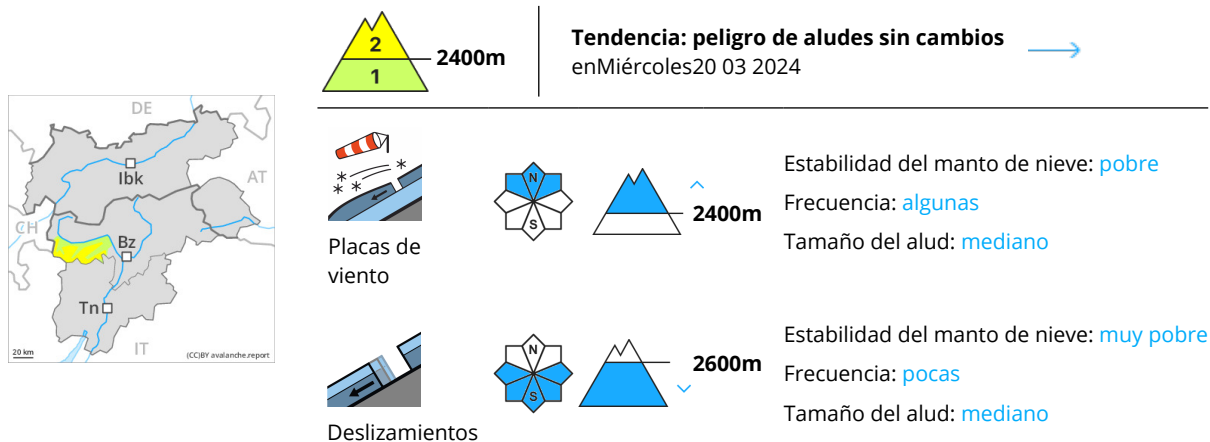 2
1
2400m
Tendencia: peligro de aludes sin cambios
enMiércoles20 03 2024
DE
Ibk
AT
CH
Bz
Tn
IT
20 km
(CC)BY avalanche.report
Placas de
viento
N
S
2400m
Estabilidad del manto de nieve: pobre
Frecuencia: algunas
Tamaño del alud: mediano
Deslizamientos
N
S
2600m
Estabilidad del manto de nieve: muy pobre
Frecuencia: pocas
Tamaño del alud: mediano